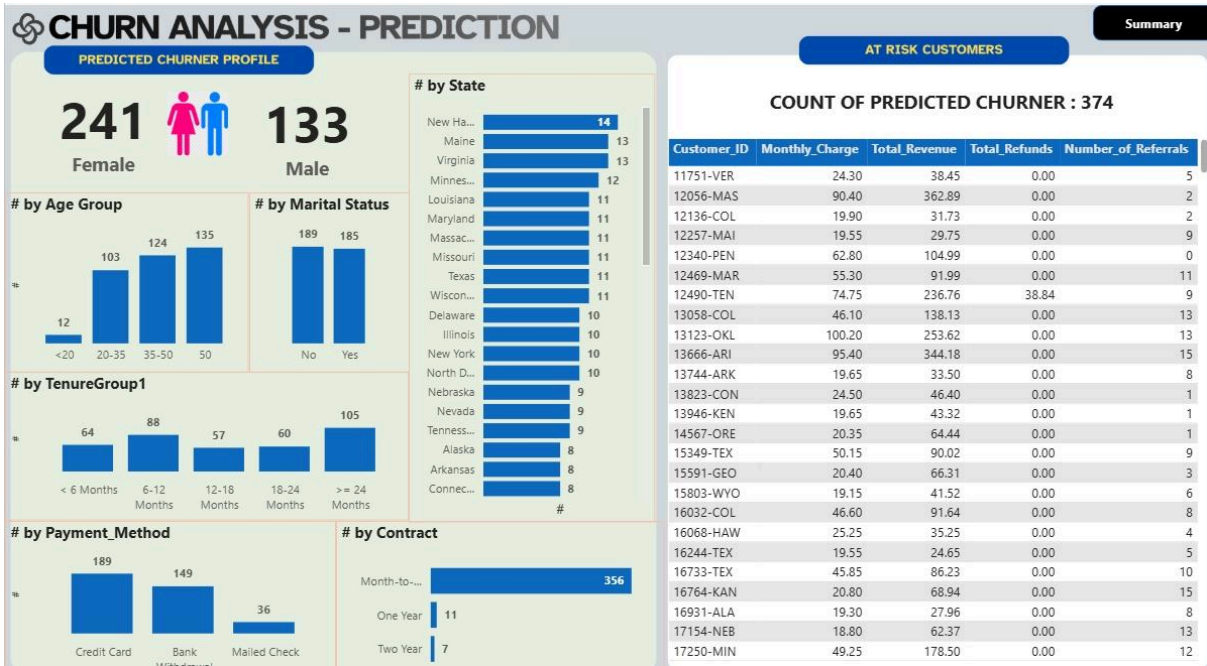 CHURN ANALYSIS - PREDICTION
Summary
PREDICTED CHURNER PROFILE
241
Female
133
Male
# by Age Group
12
103
124
135
#
<20 20-35 35-50 50
# by Marital Status
189 185
No Yes
# by TenureGroup1
64 88 57 60 105
#
< 6 Months 6-12 Months 12-18 Months 18-24 Months >= 24 Months
# by Payment_Method
189 149 36
#
Credit Card Bank Mailed Check
# by State
New Ha... 14
Maine 13
Virginia 13
Minnes... 12
Louisiana 11
Maryland 11
Massac... 11
Missouri 11
Texas 11
Wiscon... 11
Delaware 10
Illinois 10
New York 10
North D... 10
Nebraska 9
Nevada 9
Tenness... 9
Alaska 8
Arkansas 8
Connec... 8
#
# by Contract
Month-to-... 356
One Year 11
Two Year 7
AT RISK CUSTOMERS
COUNT OF PREDICTED CHURNER : 374
Customer_ID Monthly_Charge Total_Revenue Total_Refunds Number_of_Referrals
11751-VER 24.30 38.45 0.00 5
12056-MAS 90.40 362.89 0.00 2
12136-COL 19.90 31.73 0.00 2
12257-MAI 19.55 29.75 0.00 9
12340-PEN 62.80 104.99 0.00 0
12469-MAR 55.30 91.99 0.00 11
12490-TEN 74.75 236.76 38.84 9
13058-COL 46.10 138.13 0.00 13
13123-OKL 100.20 253.62 0.00 13
13666-ARI 95.40 344.18 0.00 15
13744-ARK 19.65 33.50 0.00 8
13823-CON 24.50 46.40 0.00 1
13946-KEN 19.65 43.32 0.00 1
14567-ORE 20.35 64.44 0.00 1
15349-TEX 50.15 90.02 0.00 9
15591-GEO 20.40 66.31 0.00 3
15803-WYO 19.15 41.52 0.00 6
16032-COL 46.60 91.64 0.00 8
16068-HAW 25.25 35.25 0.00 4
16244-TEX 19.55 24.65 0.00 5
16733-TEX 45.85 86.23 0.00 10
16764-KAN 20.80 68.94 0.00 15
16931-ALA 19.30 27.96 0.00 8
17154-NEB 18.80 62.37 0.00 13
17250-MIN 49.25 178.50 0.00 12